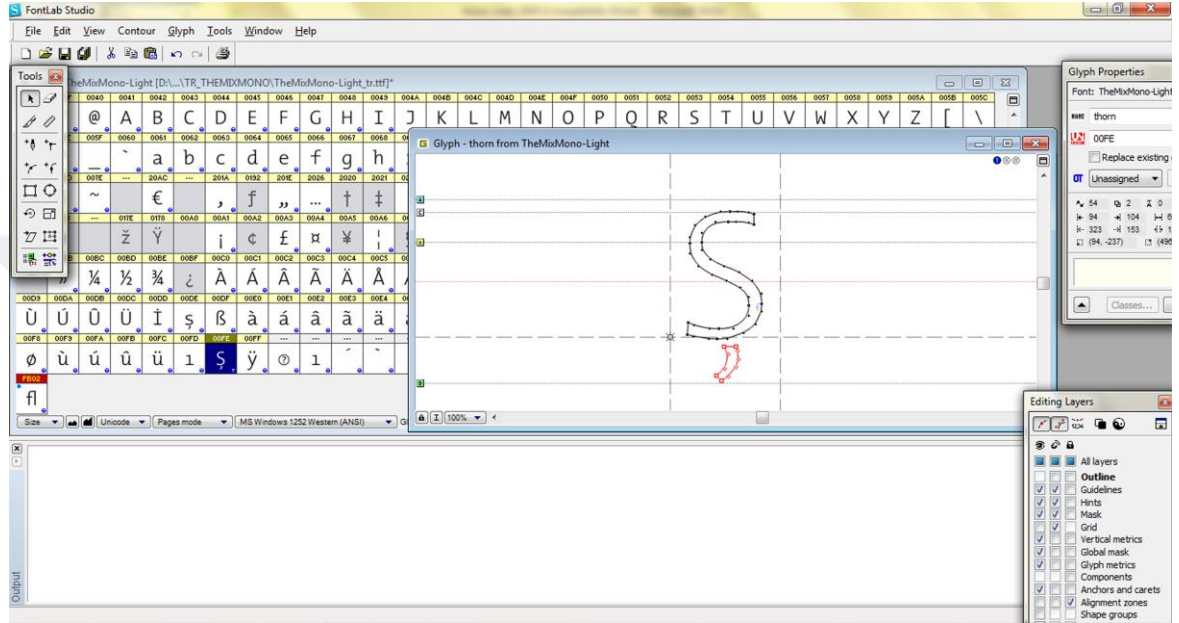 FontLab Studio
File Edit View Contour Glyph Tools Window Help
Tools
TheMixMono-Light [D:\...\TR_THEMIXMONO\TheMixMono-Light_tr.ttf]*
0040 0041 0042 0043 0044 0045 0046 0047 0048 0049 004A 004B 004C 004D 004E 004F 0050 0051 0052 0053 0054 0055 0056 0057 0058 0059 005A 005B 005C
@ A B C D E F G H I J K L M N O P Q R S T U V W X Y Z [ \
005F 0060 0061 0062 0063 0064 0065 0066 0067 0068
_ ` a b c d e f g h
007E --- 20AC --- 201A 0192 201E 2026 2020 2021
~ € ‚ ƒ „ … † ‡
--- 017E 0178 00A0 00A1 00A2 00A3 00A4 00A5 00A6
ž Ÿ ¡ ¢ £ ¤ ¥ ¦
00BC 00BD 00BE 00BF 00C0 00C1 00C2 00C3 00C4 00C5
» ¼ ½ ¾ ¿ À Á Â Ã Ä Å
00D9 00DA 00DB 00DC 00DD 00DE 00DF 00E0 00E1 00E2 00E3 00E4
Ù Ú Û Ü İ ş ß à á â ã ä
00F8 00F9 00FA 00FB 00FC 00FD 00FE 00FF --- --- --- ---
ø ù ú û ü ı Ş ÿ ı ´ ˜
FB02
fl
Size Unicode Pages mode MS Windows 1252 Western (ANSI)
Glyph - thorn from TheMixMono-Light
100%
Glyph Properties
Font: TheMixMono-Light
NAME thorn
00FE
Replace existing
OT Unassigned
54 2 0
94 104
323 153
(94, -237) (496
Classes...
Editing Layers
All layers
Outline
Guidelines
Hints
Mask
Grid
Vertical metrics
Global mask
Glyph metrics
Components
Anchors and carets
Alignment zones
Shape groups
Output